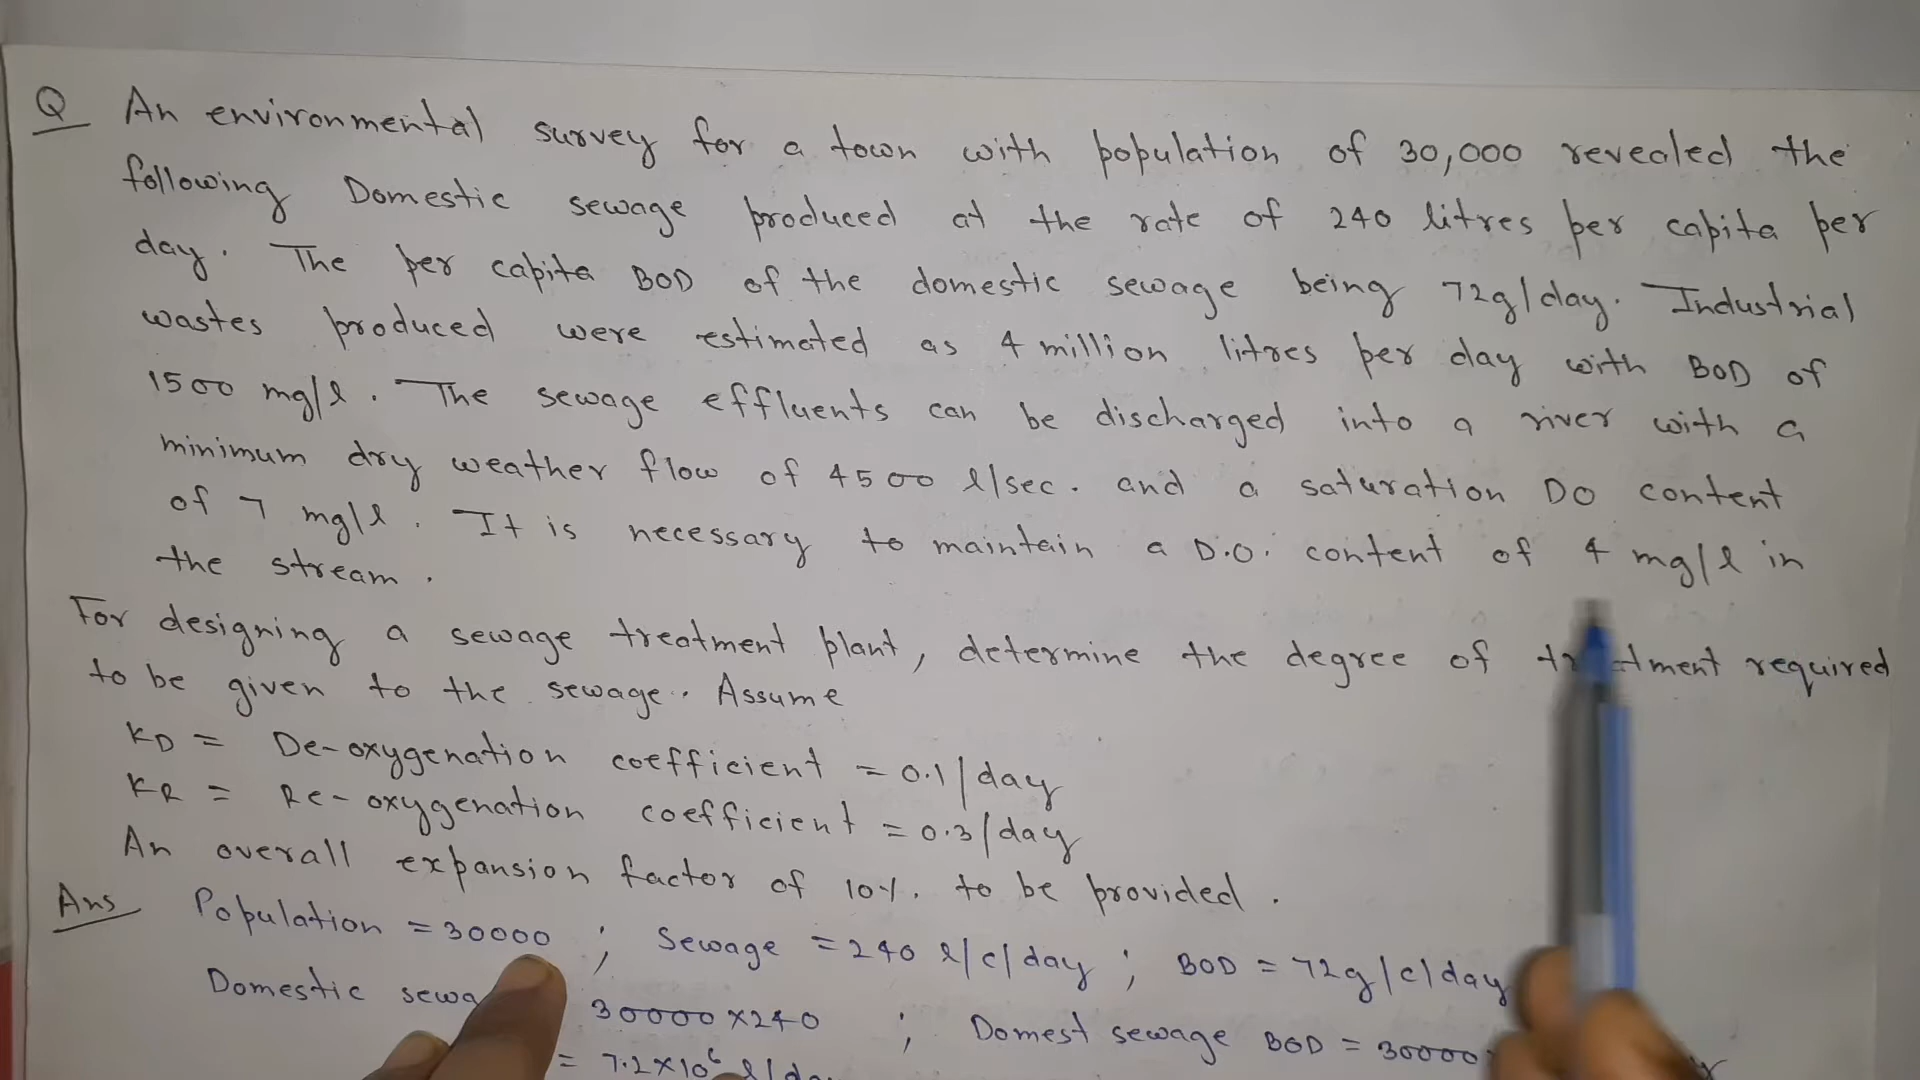 Q An environmental survey for a town with population of 30,000 revealed the
following Domestic sewage produced at the rate of 240 litres per capita per
day. The per capita BOD of the domestic sewage being 72g/day. Industrial
wastes produced were estimated as 4 million litres per day with BOD of
1500 mg/l. The sewage effluents can be discharged into a river with a
minimum dry weather flow of 4500 l/sec. and a saturation DO content
of 7 mg/l. It is necessary to maintain a D.O. content of 4 mg/l in
the stream.
For designing a sewage treatment plant, determine the degree of required
to be given to the sewage. Assume
KD = De-oxygenation coefficient = 0.1/day
KR = Re-oxygenation coefficient = 0.3/day
An overall expansion factor of 10%. to be provided.
Ans Population = 30000 ; Sewage = 240 l/c/day ; BOD = 72g/c/day
Domestic 30000×240 ; Domest sewage BOD = 30000
= 7.2×10⁶